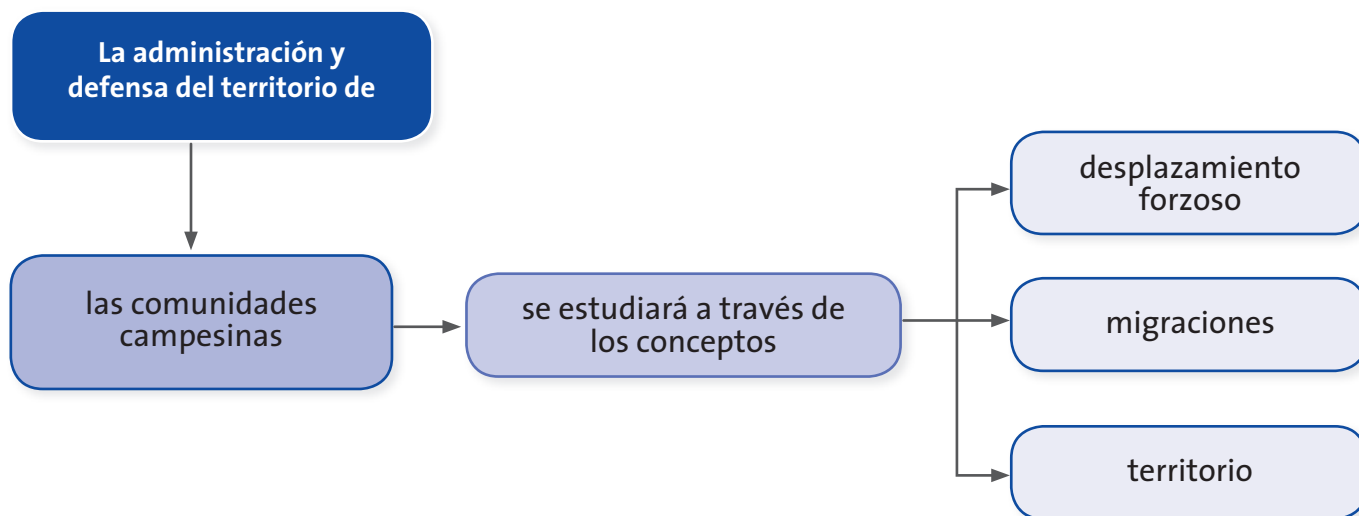 La administración y
defensa del territorio de
las comunidades
campesinas
se estudiará a través de
los conceptos
desplazamiento
forzoso
migraciones
territorio